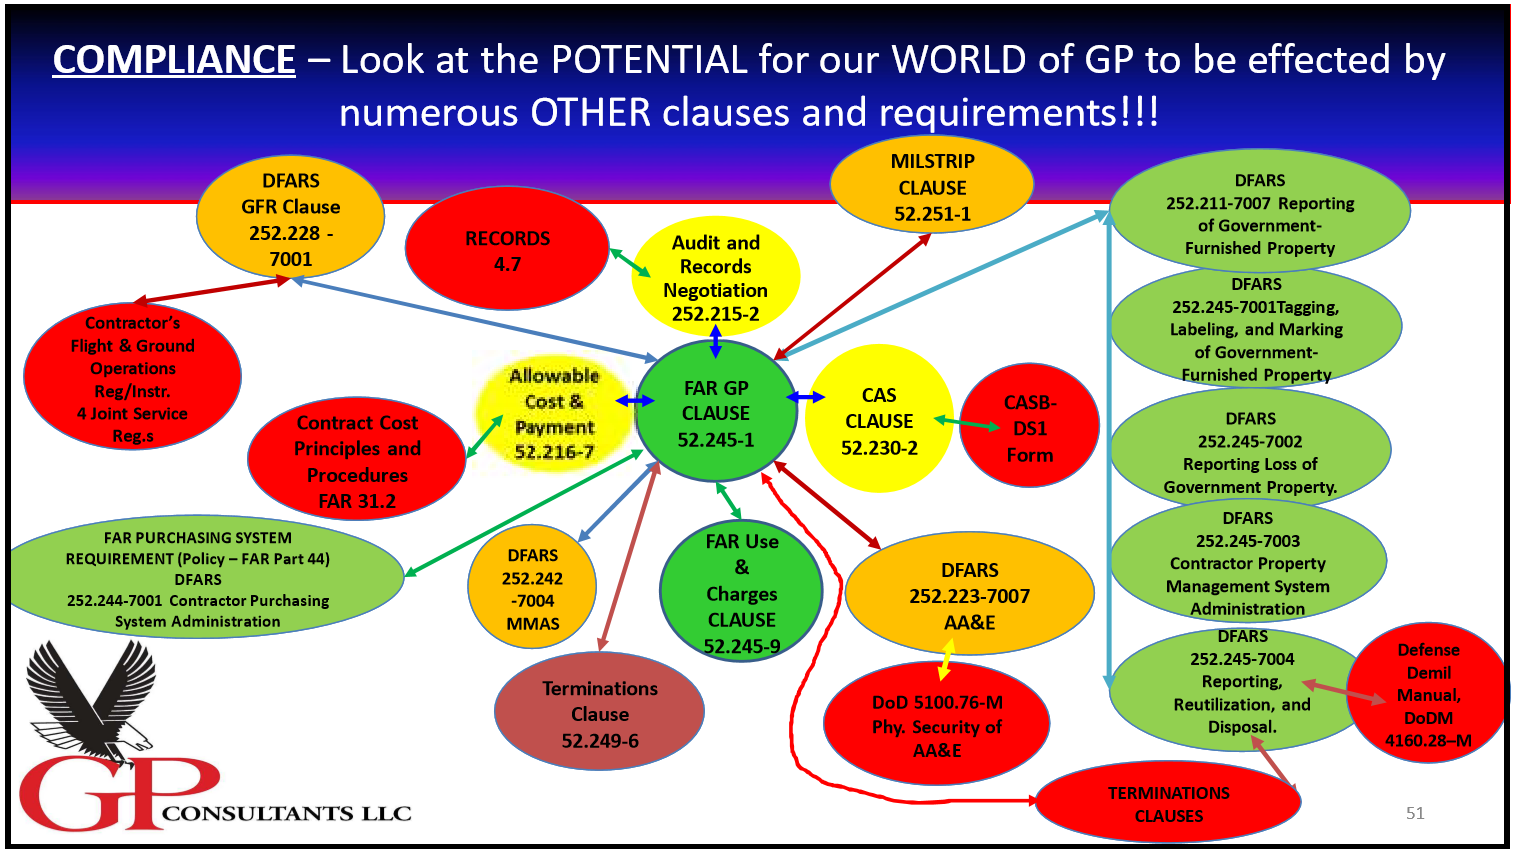 COMPLIANCE – Look at the POTENTIAL for our WORLD of GP to be effected by
numerous OTHER clauses and requirements!!!
DFARS
GFR Clause
252.228 -
7001
RECORDS
4.7
Audit and
Records
Negotiation
252.215-2
MILSTRIP
CLAUSE
52.251-1
DFARS
252.211-7007 Reporting
of Government-
Furnished Property
Contractor’s
Flight & Ground
Operations
Reg/Instr.
4 Joint Service
Reg.s
DFARS
252.245-7001Tagging,
Labeling, and Marking
of Government-
Furnished Property
Allowable
Cost &
Payment
52.216-7
FAR GP
CLAUSE
52.245-1
CAS
CLAUSE
52.230-2
CASB-
DS1
Form
Contract Cost
Principles and
Procedures
FAR 31.2
DFARS
252.245-7002
Reporting Loss of
Government Property.
FAR PURCHASING SYSTEM
REQUIREMENT (Policy – FAR Part 44)
DFARS
252.244-7001 Contractor Purchasing
System Administration
DFARS
252.242
-7004
MMAS
FAR Use
&
Charges
CLAUSE
52.245-9
DFARS
252.223-7007
AA&E
DFARS
252.245-7003
Contractor Property
Management System
Administration
Terminations
Clause
52.249-6
DoD 5100.76-M
Phy. Security of
AA&E
DFARS
252.245-7004
Reporting,
Reutilization, and
Disposal.
Defense
Demil
Manual,
DoDM
4160.28–M
TERMINATIONS
CLAUSES
GP CONSULTANTS LLC
51